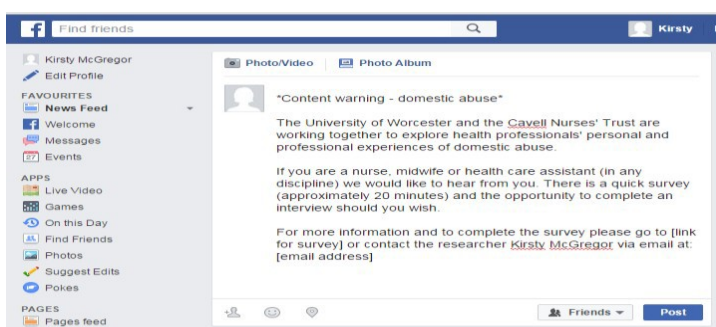 f Find friends
Kirsty
Kirsty McGregor
Edit Profile
FAVOURITES
News Feed
Welcome
Messages
Events
APPS
Live Video
Games
On this Day
Find Friends
Photos
Suggest Edits
Pokes
PAGES
Pages feed
Photo/Video Photo Album
*Content warning - domestic abuse*
The University of Worcester and the Cavell Nurses' Trust are
working together to explore health professionals' personal and
professional experiences of domestic abuse.
If you are a nurse, midwife or health care assistant (in any
discipline) we would like to hear from you. There is a quick survey
(approximately 20 minutes) and the opportunity to complete an
interview should you wish.
For more information and to complete the survey please go to [link
for survey] or contact the researcher Kirsty McGregor via email at:
[email address]
Friends Post